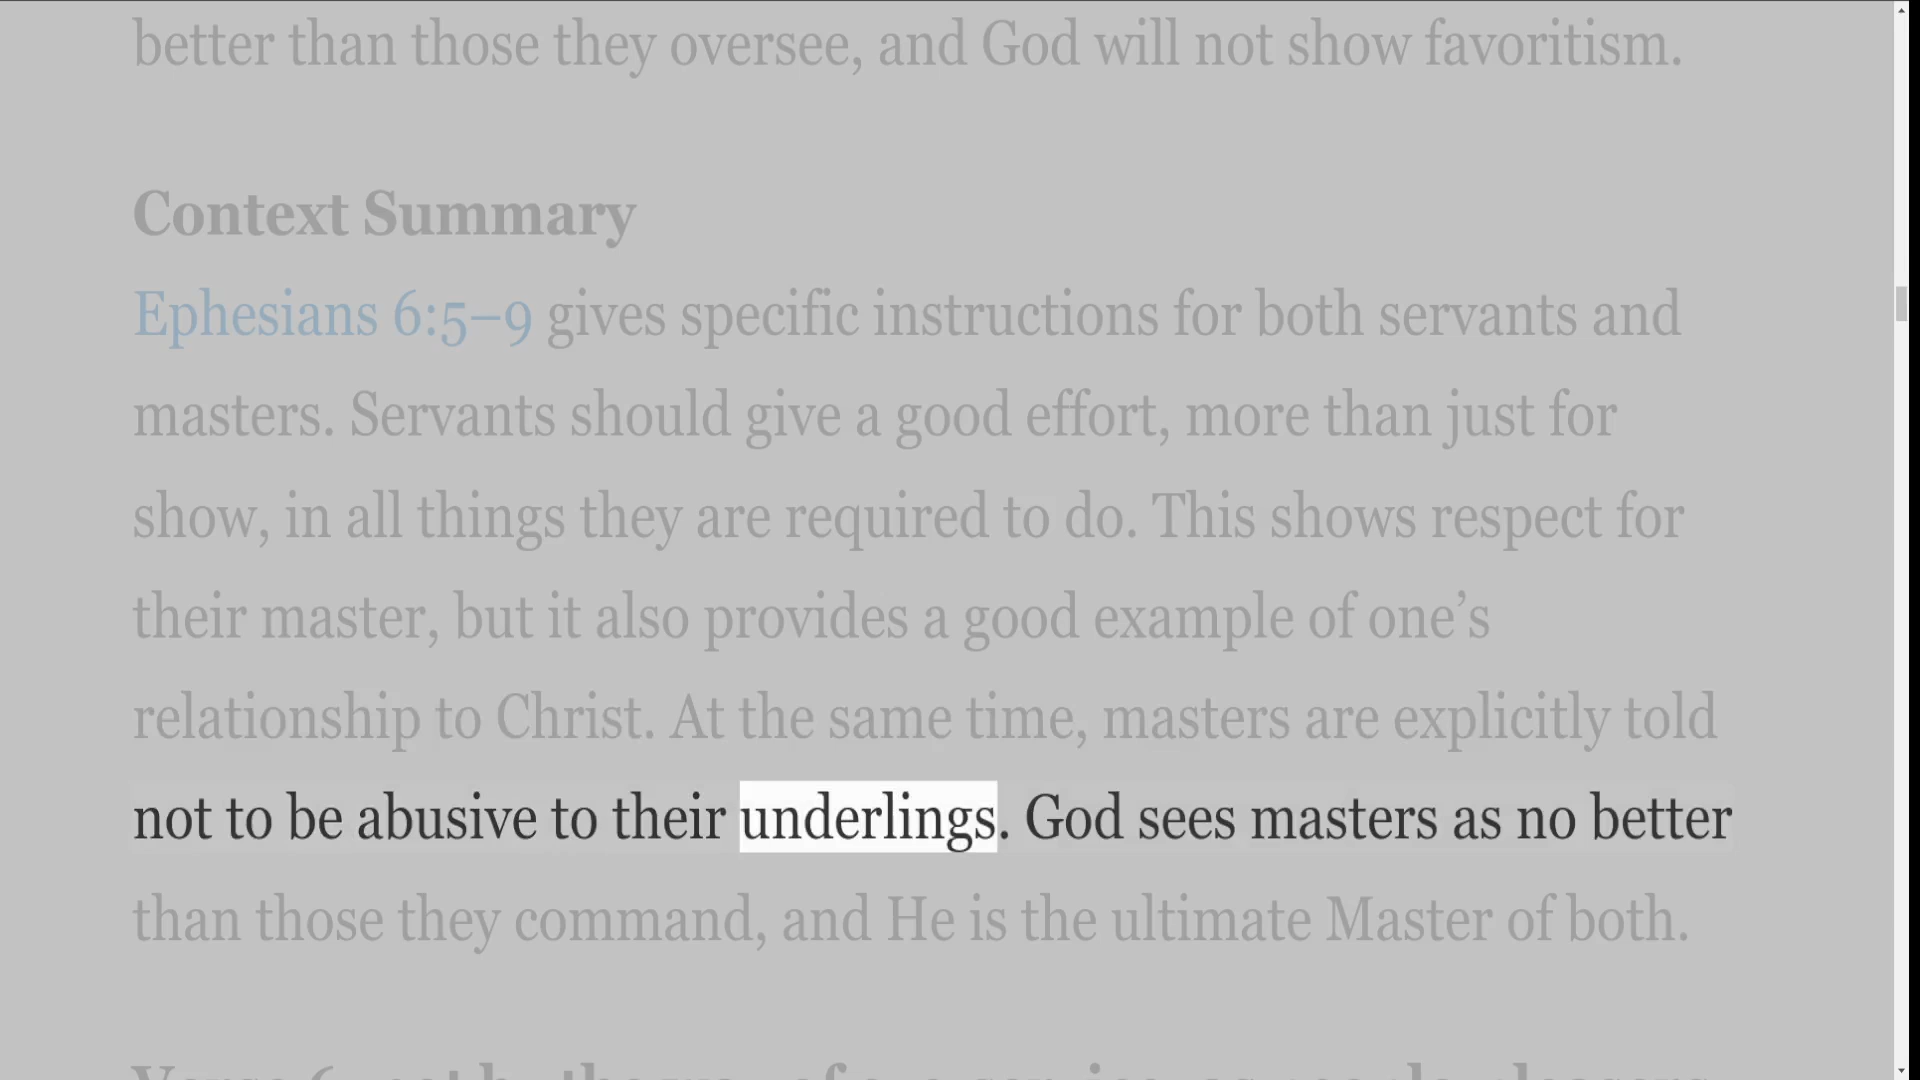 better than those they oversee, and God will not show favoritism.
Context Summary
Ephesians 6:5–9 gives specific instructions for both servants and
masters. Servants should give a good effort, more than just for
show, in all things they are required to do. This shows respect for
their master, but it also provides a good example of one’s
relationship to Christ. At the same time, masters are explicitly told
not to be abusive to their underlings. God sees masters as no better
than those they command, and He is the ultimate Master of both.